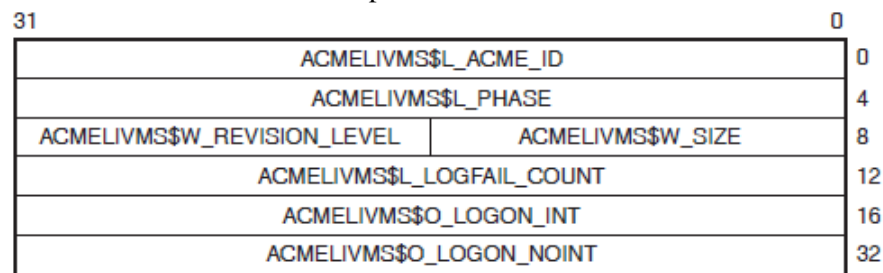 31 0
ACMELIVMS$L_ACME_ID 0
ACMELIVMS$L_PHASE 4
ACMELIVMS$W_REVISION_LEVEL ACMELIVMS$W_SIZE 8
ACMELIVMS$L_LOGFAIL_COUNT 12
ACMELIVMS$O_LOGON_INT 16
ACMELIVMS$O_LOGON_NOINT 32